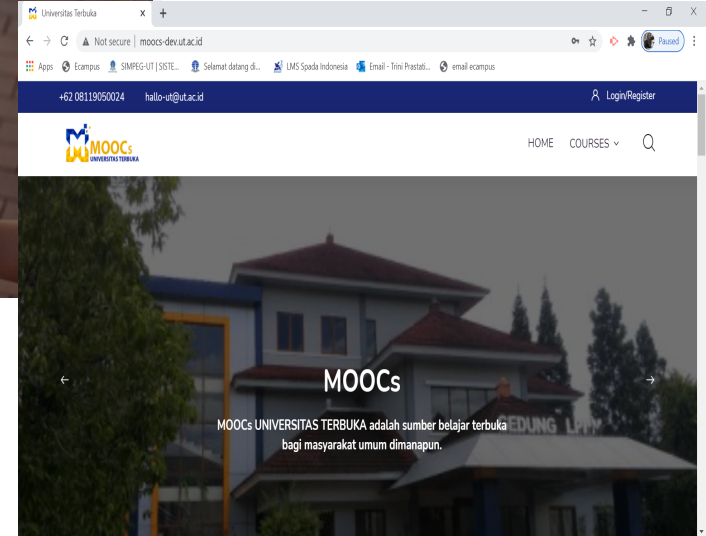 Universitas Terbuka
Not secure | moocs-dev.ut.ac.id
Paused
Apps Ecampus SIMPEG-UT | SISTE... Selamat datang di... LMS Spada Indonesia Email - Trini Prastati... email ecampus
+62 08119050024 hallo-ut@ut.ac.id Login/Register
MOOCs
UNIVERSITAS TERBUKA
HOME COURSES
MOOCs
MOOCs UNIVERSITAS TERBUKA adalah sumber belajar terbuka
bagi masyarakat umum dimanapun.
GEDUNG LPPM